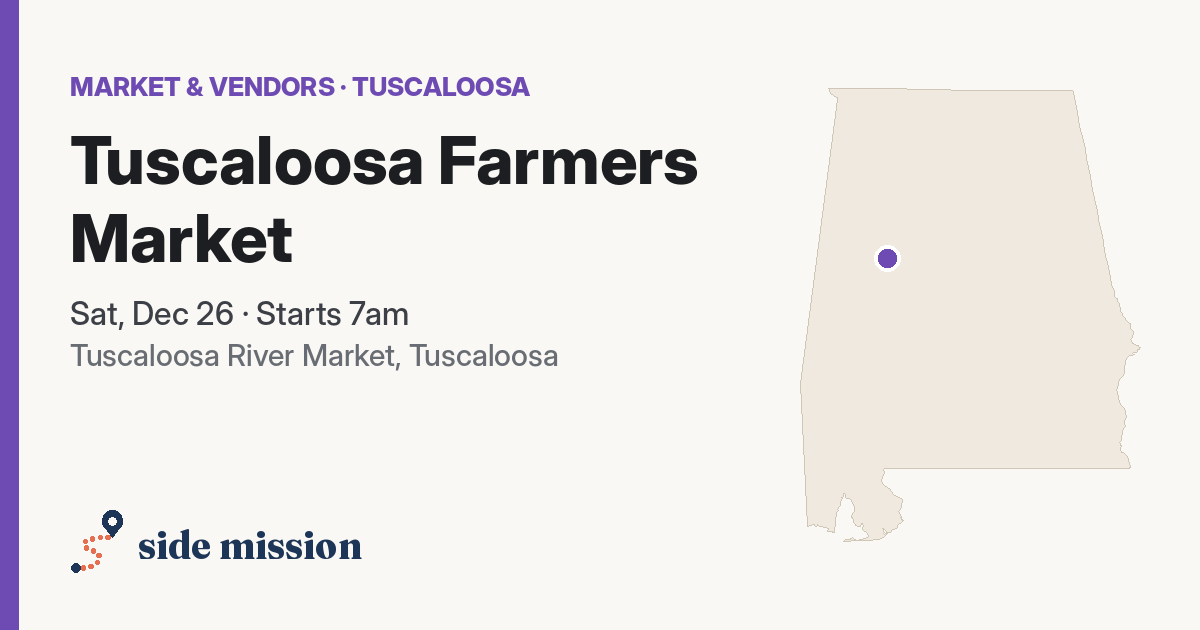 MARKET & VENDORS · TUSCALOOSA
Tuscaloosa Farmers
Market
Sat, Dec 26 · Starts 7am
Tuscaloosa River Market, Tuscaloosa
side mission